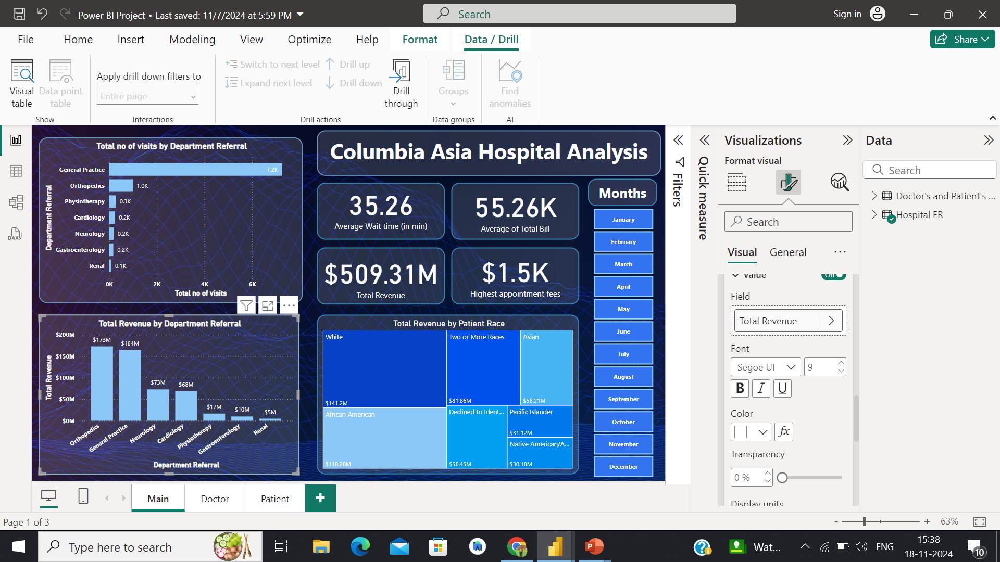 Power BI Project • Last saved: 11/7/2024 at 5:59 PM
Search
Sign in
File
Home
Insert
Modeling
View
Optimize
Help
Format
Data / Drill
Share
Visual table
Data point table
Show
Apply drill down filters to
Entire page
Interactions
Switch to next level
Expand next level
Drill up
Drill down
Drill through
Drill actions
Groups
Data groups
Find anomalies
AI
DAX
Total no of visits by Department Referral
Department Referral
General Practice
7.2K
Orthopedics
1.0K
Physiotherapy
0.3K
Cardiology
0.2K
Neurology
0.2K
Gastroenterology
0.2K
Renal
0.1K
0K
2K
4K
6K
Total no of visits
Total Revenue by Department Referral
Total Revenue
$200M
$150M
$100M
$50M
$0M
$173M
$164M
$73M
$68M
$17M
$10M
$5M
Orthopedics
General Practice
Neurology
Cardiology
Physiotherapy
Gastroenterology
Renal
Department Referral
Columbia Asia Hospital Analysis
35.26
Average Wait time (in min)
55.26K
Average of Total Bill
$509.31M
Total Revenue
$1.5K
Highest appointment fees
Total Revenue by Patient Race
White
$141.2M
African American
$110.28M
Two or More Races
$81.86M
Asian
$58.21M
Declined to Ident...
$56.45M
Pacific Islander
$31.12M
Native American/A...
$30.18M
Months
January
February
March
April
May
June
July
August
September
October
November
December
Filters
Quick measure
Visualizations
Format visual
Search
Visual
General
Value
On
Field
Total Revenue
Font
Segoe UI
9
B
I
U
Color
fx
Transparency
0 %
Display units
Data
Search
Doctor's and Patient's ...
Hospital ER
Main
Doctor
Patient
+
Page 1 of 3
-
+
63%
Type here to search
P
Wat...
ENG
15:38
18-11-2024
10